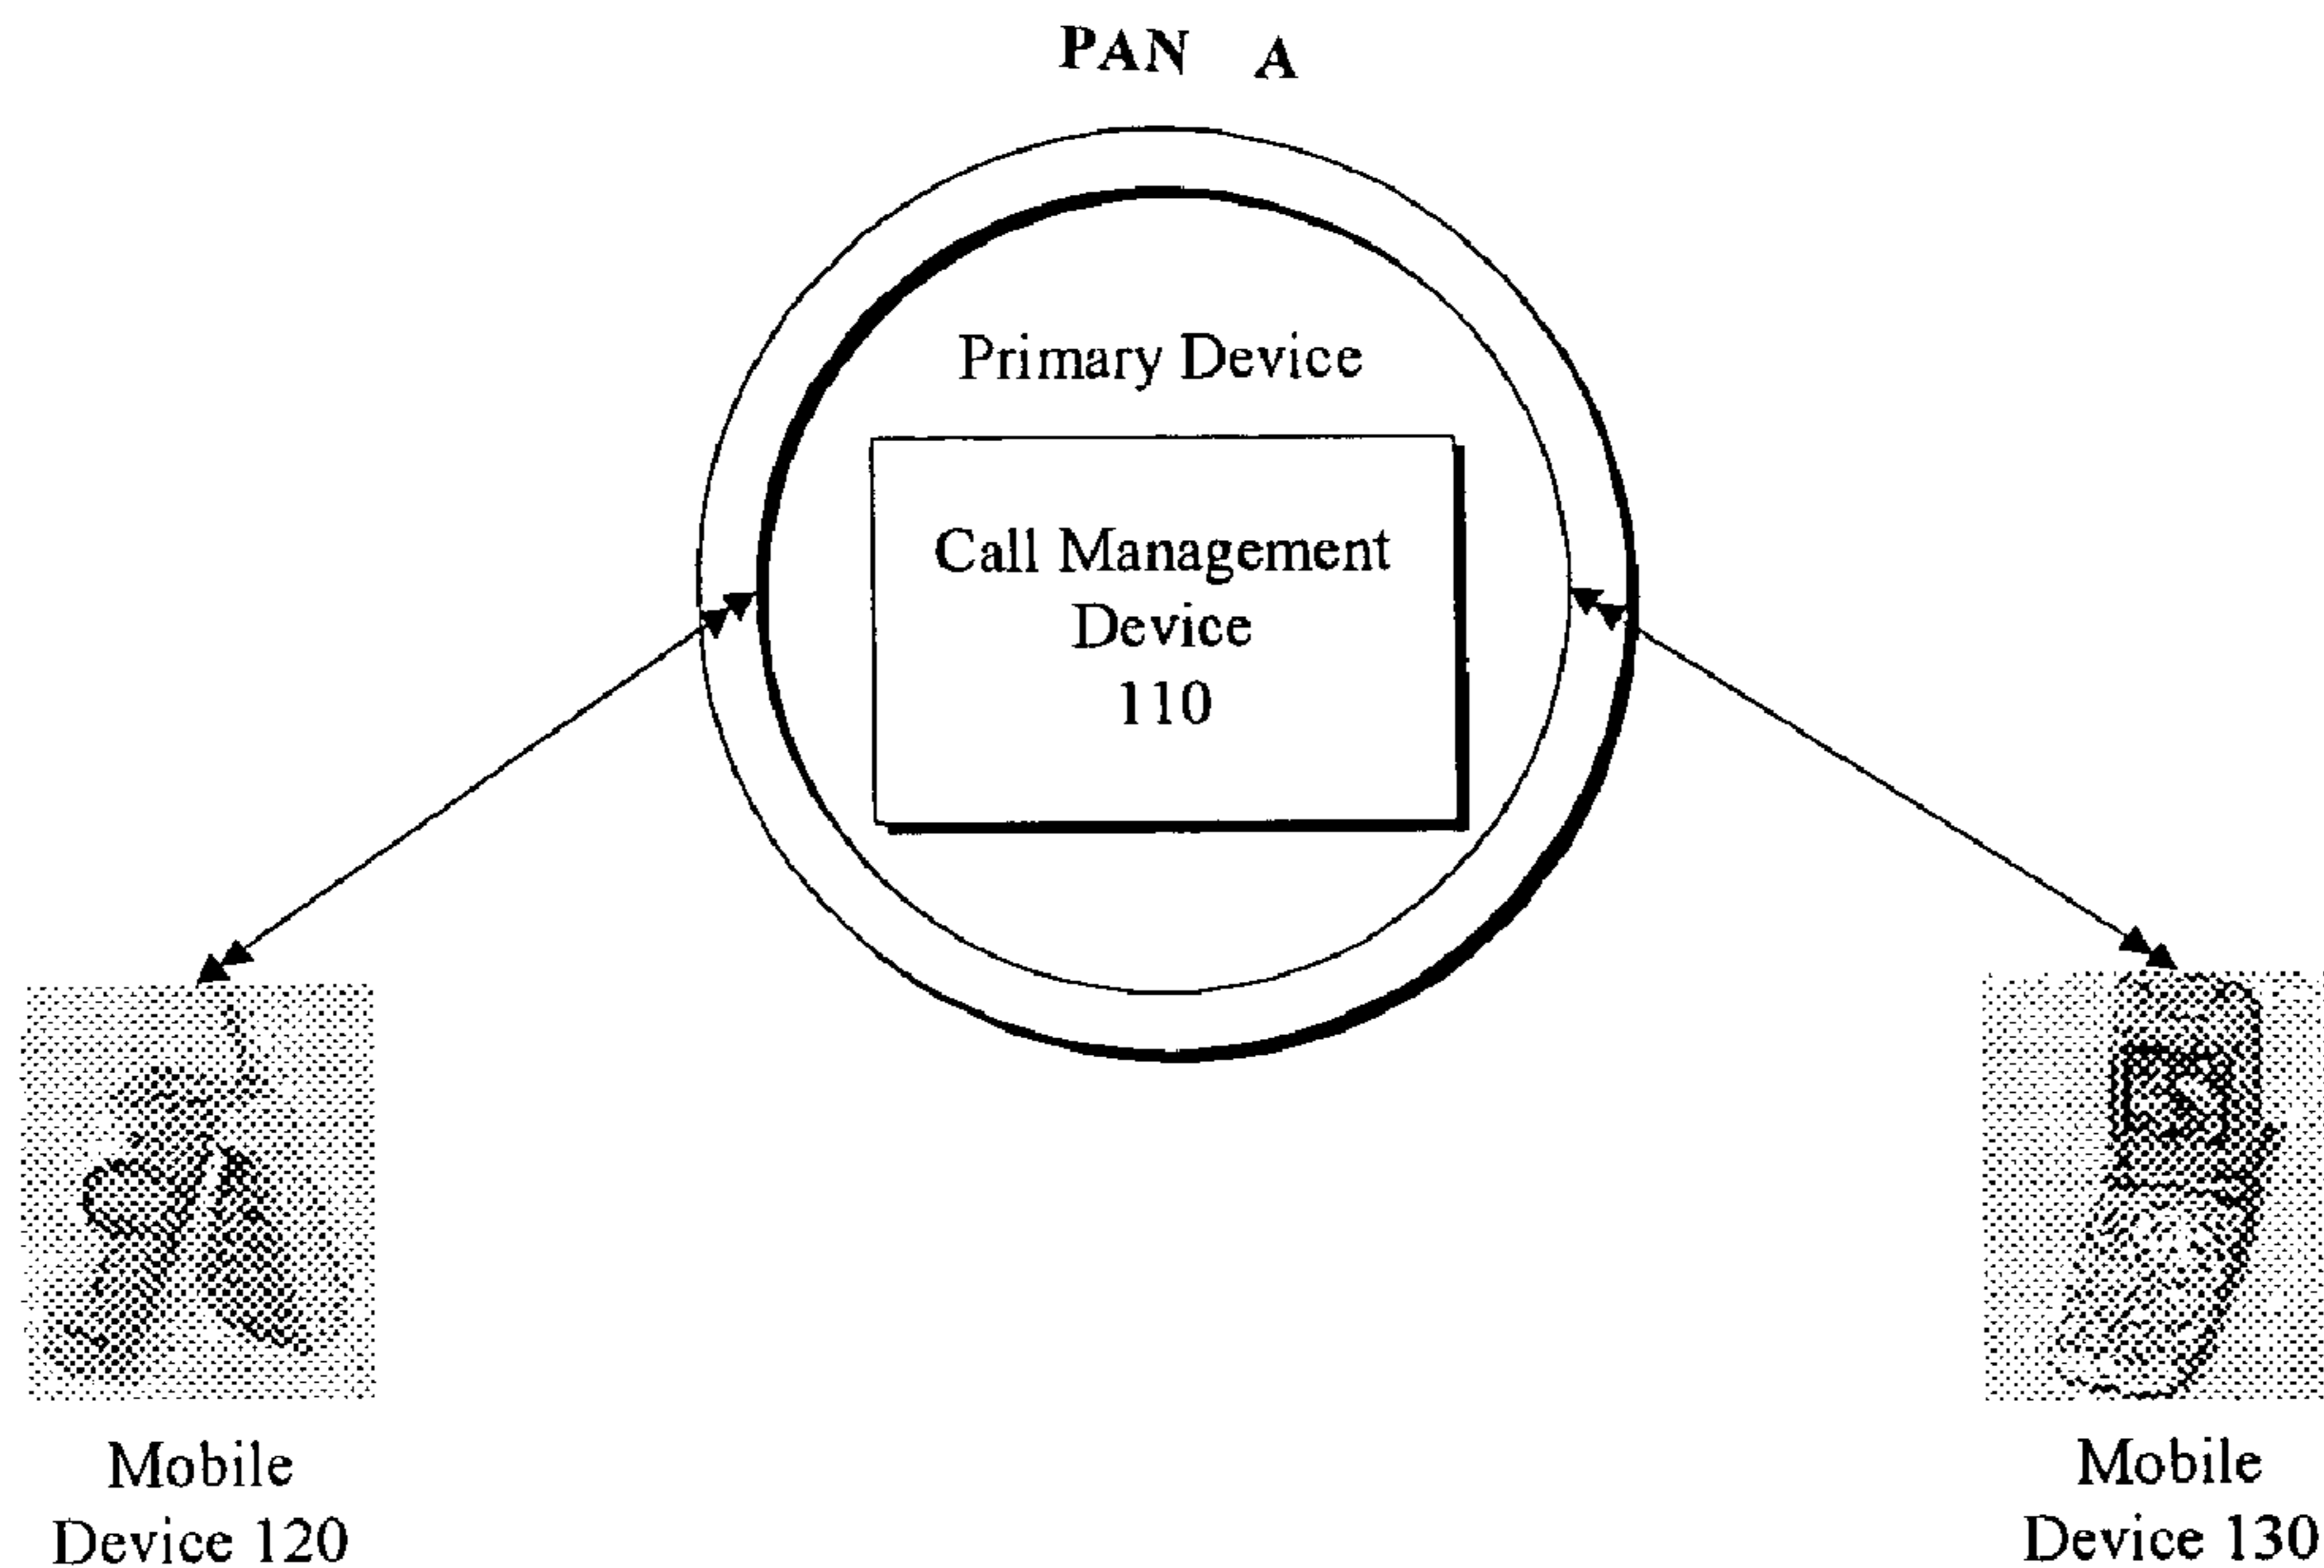 PAN A
Primary Device
Call Management
Device
110
Mobile
Device 120
Mobile
Device 130